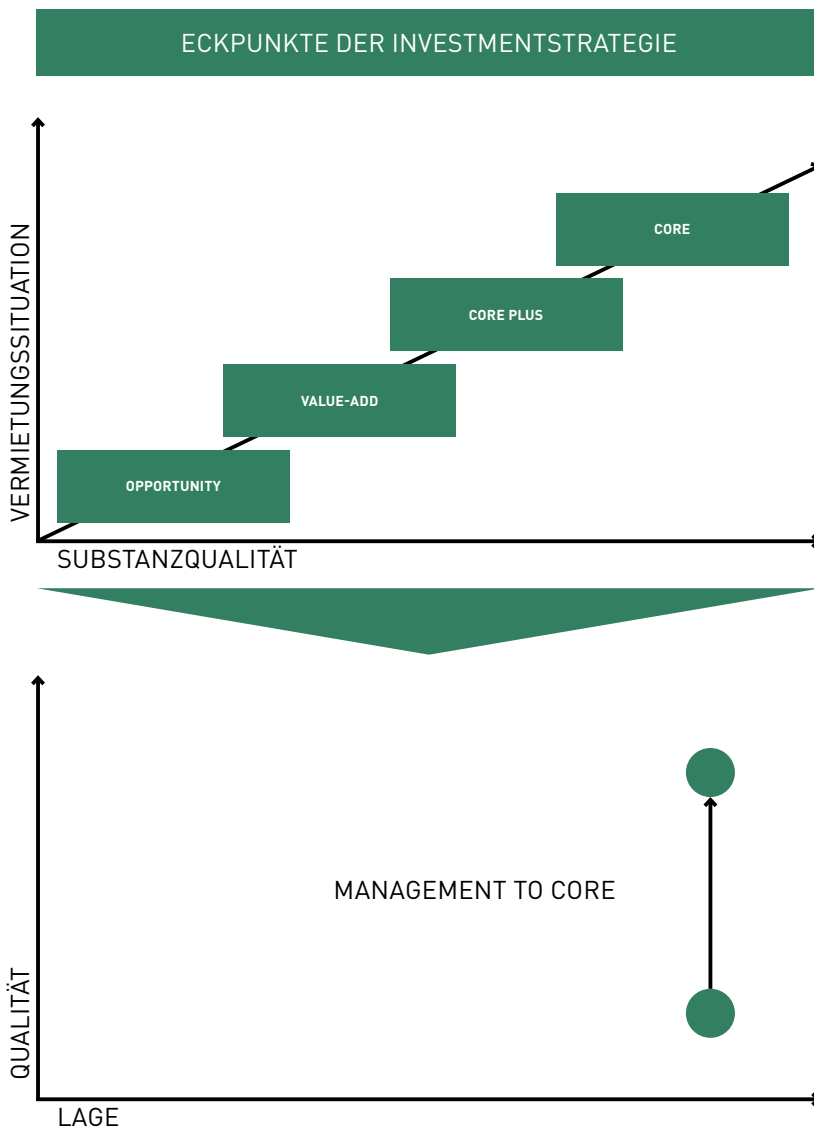 ECKPUNKTE DER INVESTMENTSTRATEGIE
VERMIETUNGSSITUATION
CORE
CORE PLUS
VALUE-ADD
OPPORTUNITY
SUBSTANZQUALITÄT
MANAGEMENT TO CORE
QUALITÄT
LAGE